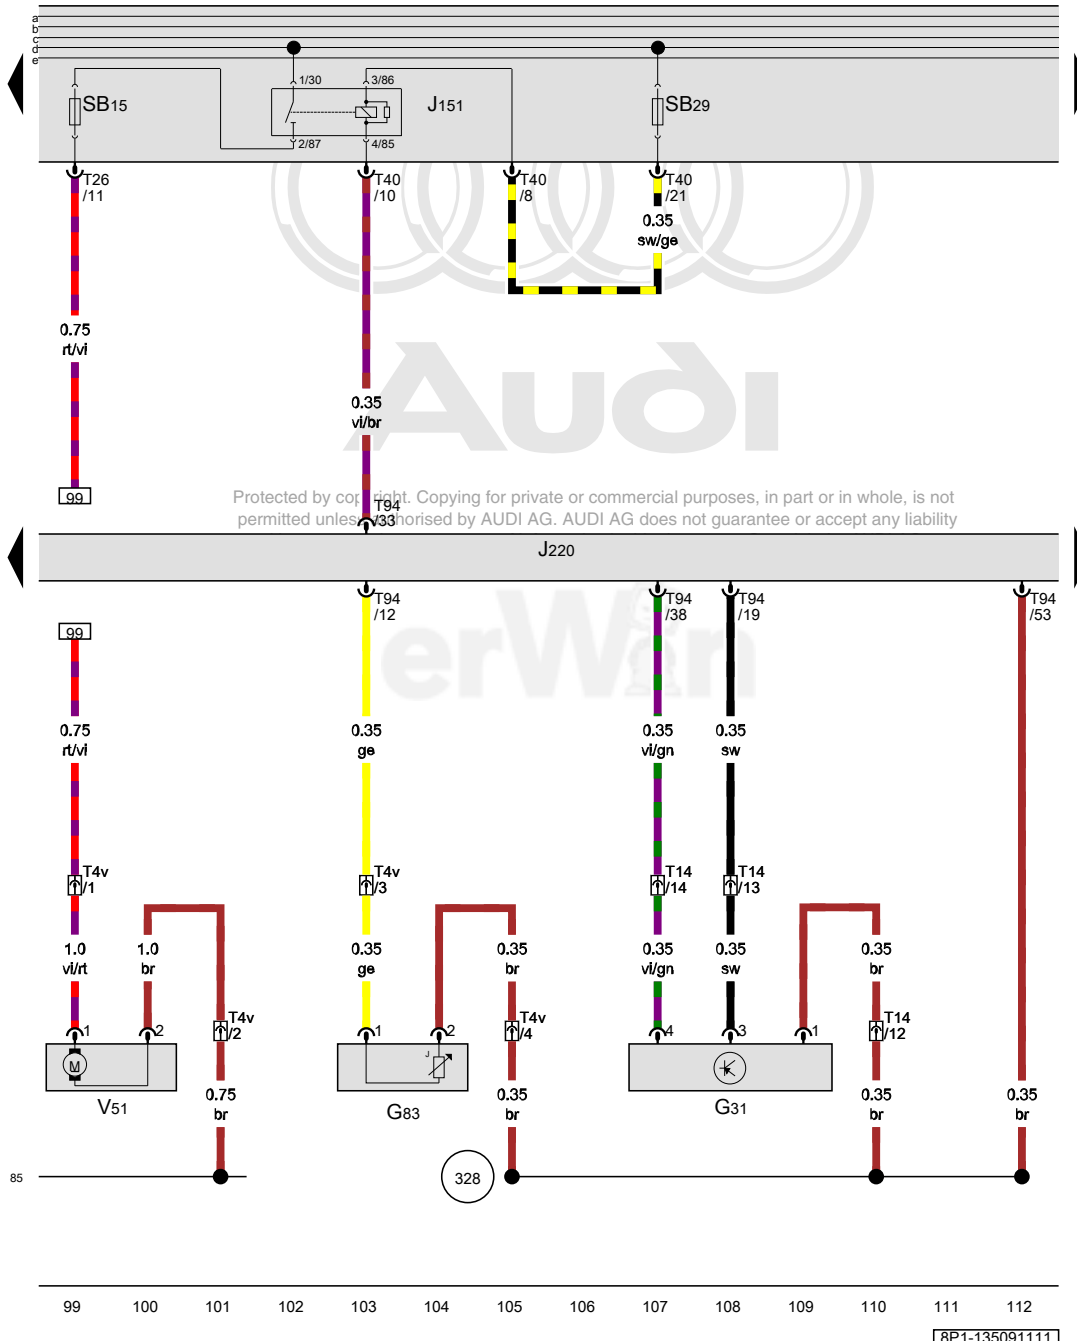 a
b
c
d
e
1/30
3/86
SB15
J151
SB29
2/87
4/85
T26
/11
T40
/10
T40
/8
T40
/21
0.35
sw/ge
0.75
rt/vi
0.35
vi/br
Audi
99
Protected by copyright. Copying for private or commercial purposes, in part or in whole, is not
permitted unless authorised by AUDI AG. AUDI AG does not guarantee or accept any liability
T94
/33
J220
T94
/12
T94
/38
T94
/19
T94
/53
99
erWin
0.75
rt/vi
0.35
ge
0.35
vi/gn
0.35
sw
T4v
/1
T4v
/3
T14
/14
T14
/13
1.0
vi/rt
1.0
br
0.35
ge
0.35
br
0.35
vi/gn
0.35
sw
0.35
br
1
2
T4v
/2
1
2
T4v
/4
4
3
1
T14
/12
M
J
V51
0.75
br
G83
0.35
br
G31
0.35
br
0.35
br
85
328
99 100 101 102 103 104 105 106 107 108 109 110 111 112
8P1-135091111